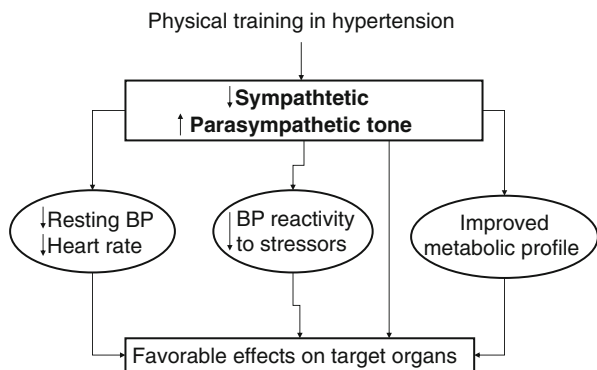 Physical training in hypertension
↓Sympathtetic
↑ Parasympathetic tone
↓Resting BP
↓Heart rate
↓ BP reactivity
to stressors
Improved
metabolic profile
Favorable effects on target organs